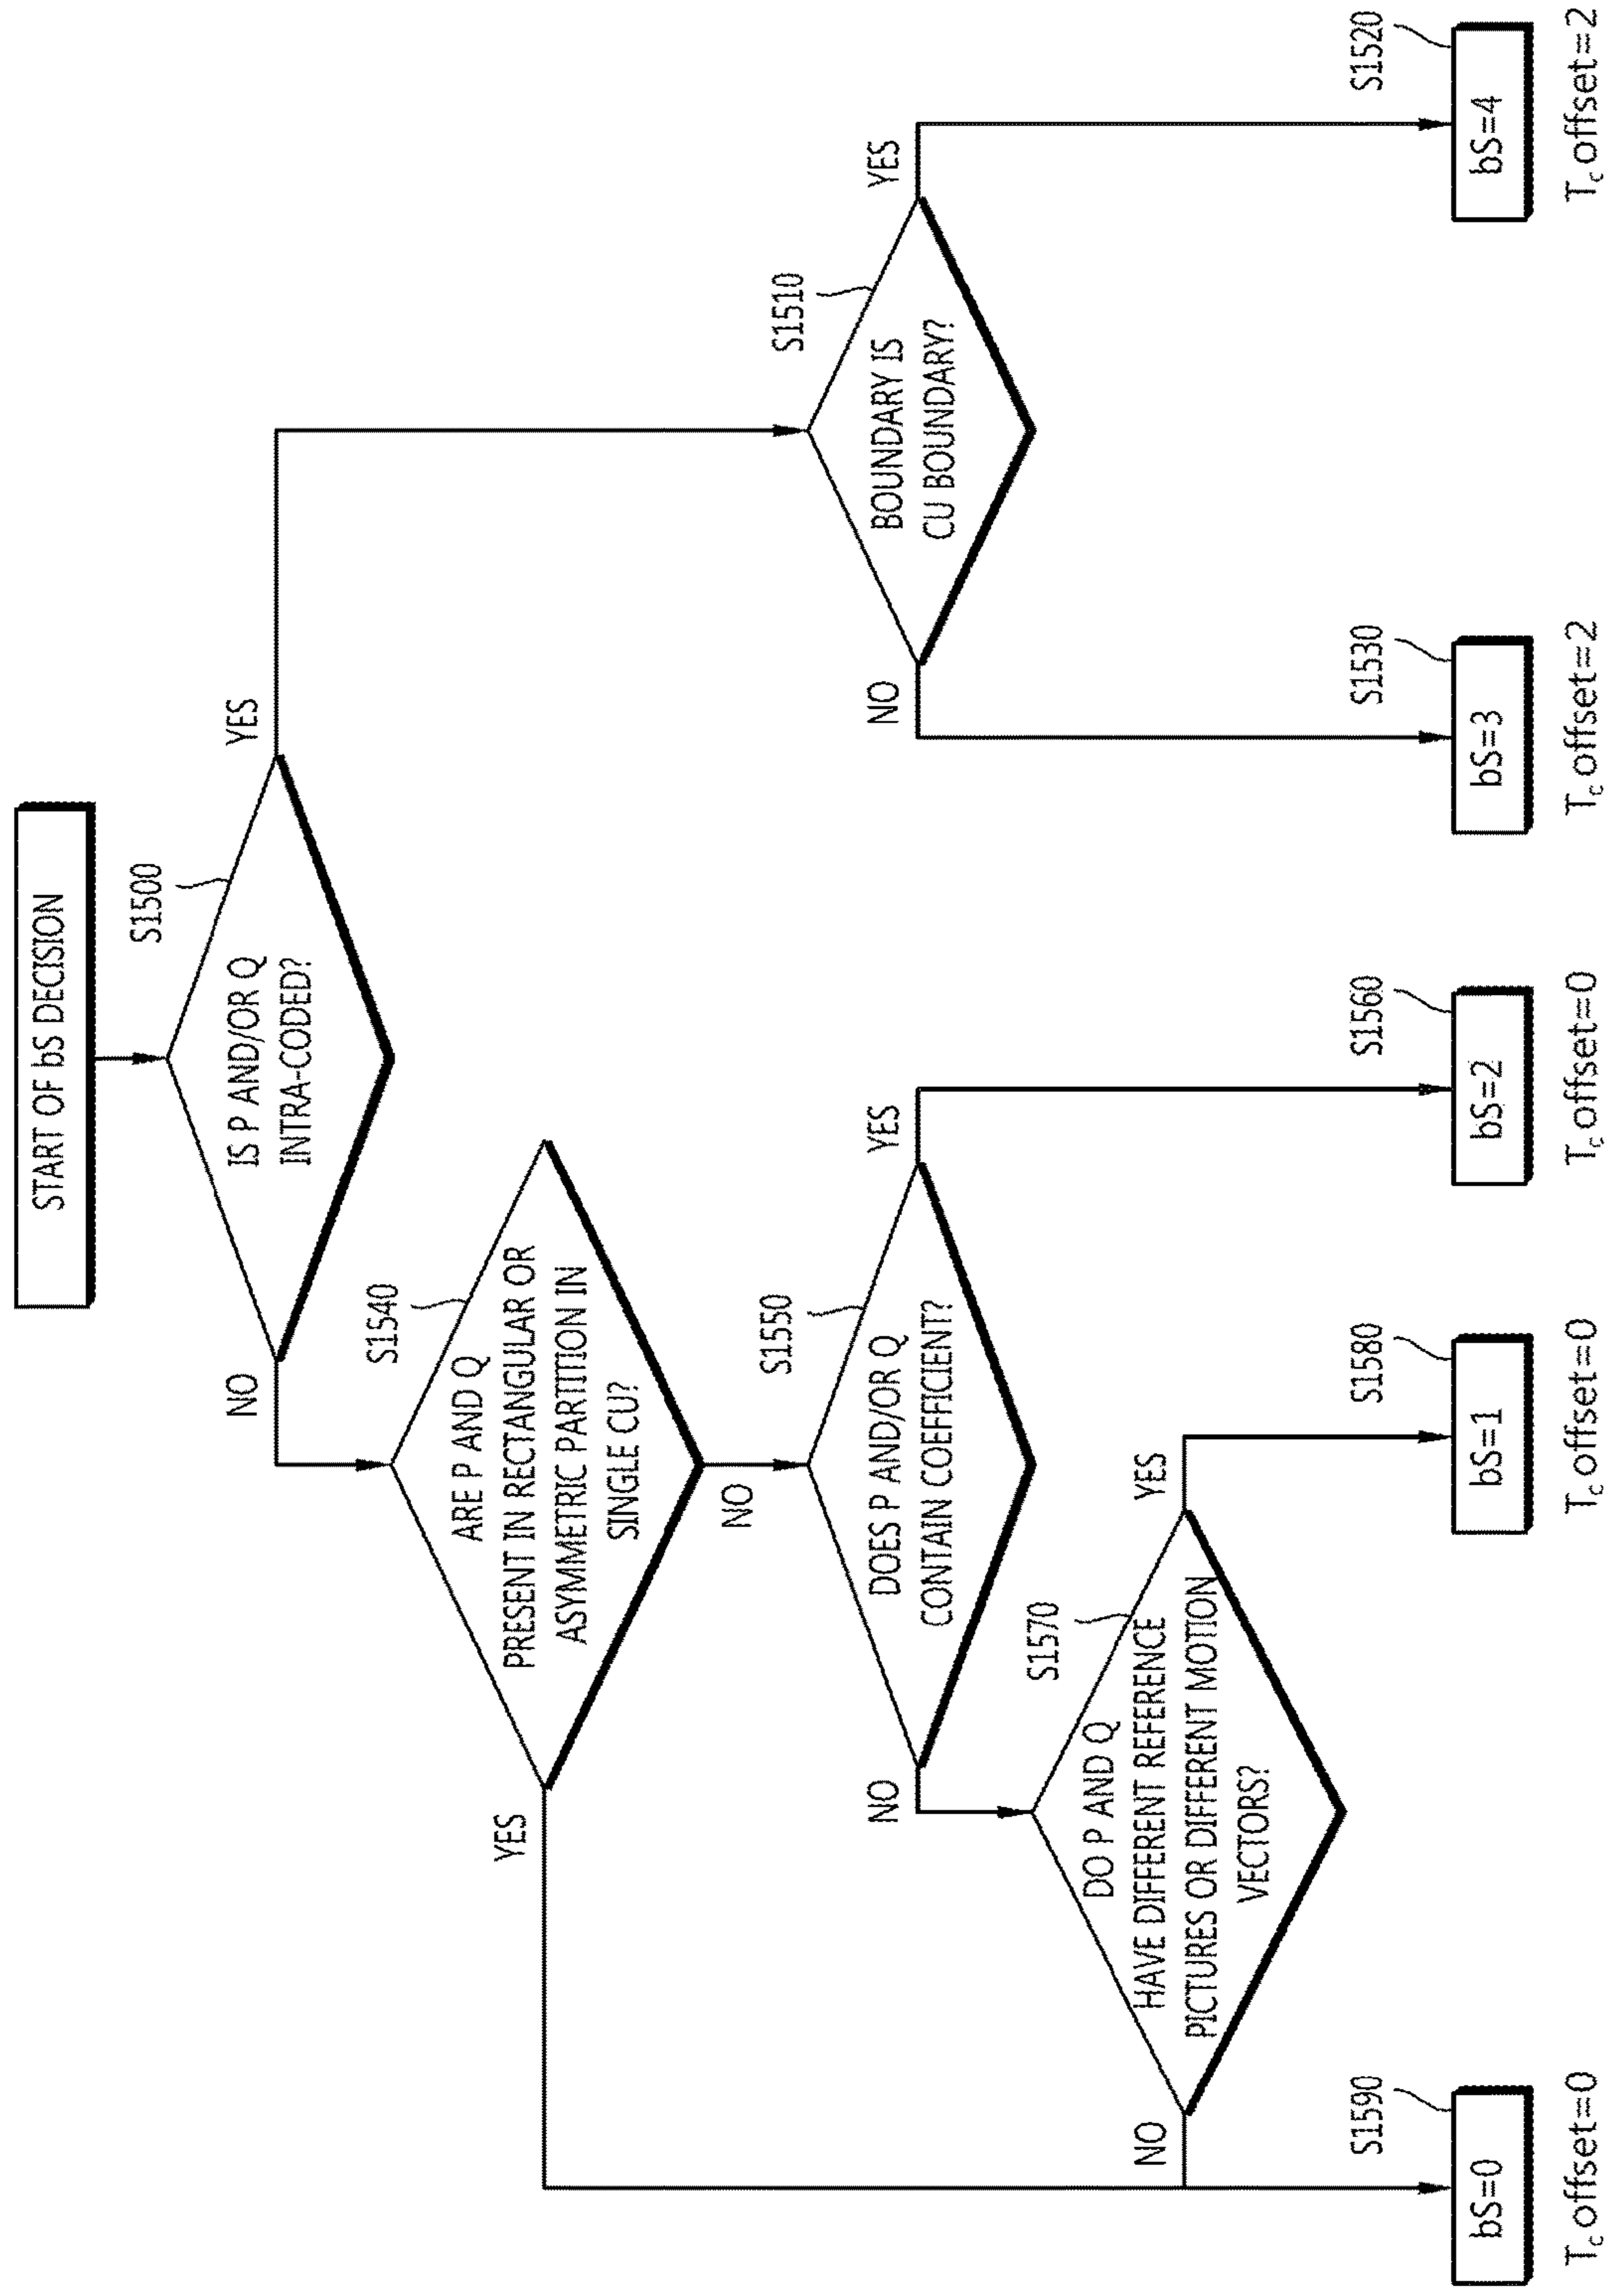 START OF bS DECISION
S1500
IS P AND/OR Q
INTRA-CODED?
NO
YES
S1540
ARE P AND Q
PRESENT IN RECTANGULAR OR
ASYMMETRIC PARTITION IN
SINGLE CU?
YES
NO
S1510
BOUNDARY IS
CU BOUNDARY?
NO
YES
S1550
DOES P AND/OR Q
CONTAIN COEFFICIENT?
NO
YES
S1570
DO P AND Q
HAVE DIFFERENT REFERENCE
PICTURES OR DIFFERENT MOTION
VECTORS?
NO
YES
S1590
bS=0
Tc offset=0
S1580
bS=1
Tc offset=0
S1560
bS=2
Tc offset=0
S1530
bS=3
Tc offset=2
S1520
bS=4
Tc offset=2